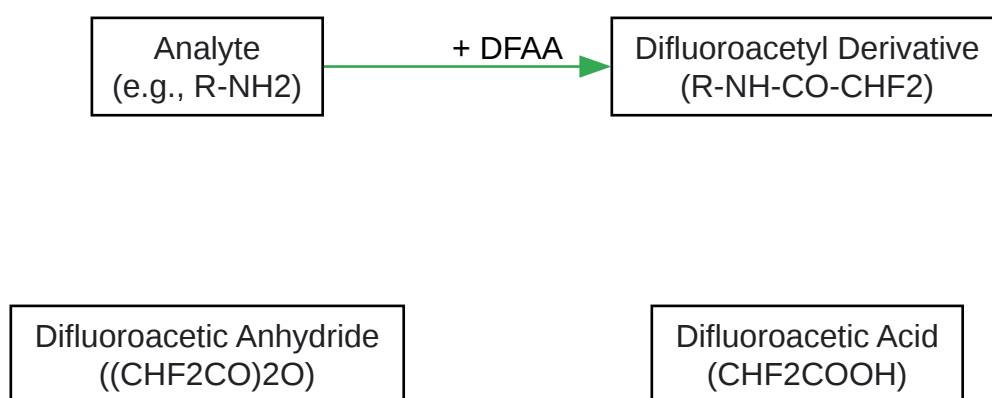 Analyte
(e.g., R-NH2)
+ DFAA
Difluoroacetyl Derivative
(R-NH-CO-CHF2)
Difluoroacetic Anhydride
((CHF2CO)2O)
Difluoroacetic Acid
(CHF2COOH)